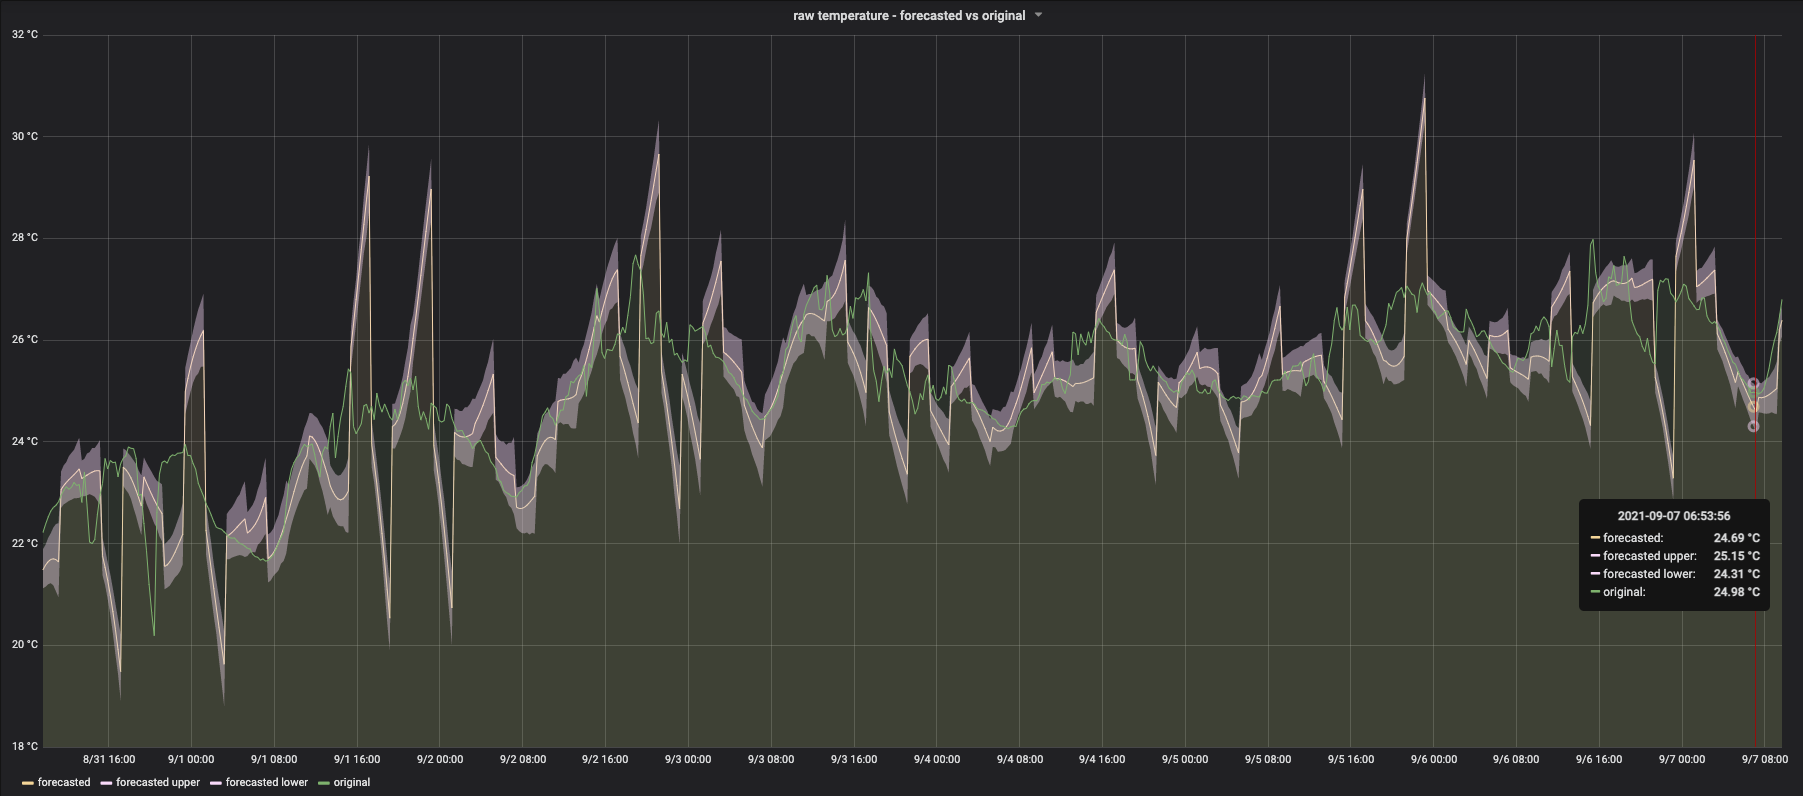 raw temperature - forecasted vs original
32 °C
30 °C
28 °C
26 °C
24 °C
22 °C
20 °C
18 °C
2021-09-07 06:53:56
forecasted: 24.69 °C
forecasted upper: 25.15 °C
forecasted lower: 24.31 °C
original: 24.98 °C
8/31 16:00 9/1 00:00 9/1 08:00 9/1 16:00 9/2 00:00 9/2 08:00 9/2 16:00 9/3 00:00 9/3 08:00 9/3 16:00 9/4 00:00 9/4 08:00 9/4 16:00 9/5 00:00 9/5 08:00 9/5 16:00 9/6 00:00 9/6 08:00 9/6 16:00 9/7 00:00 9/7 08:00
forecasted forecasted upper forecasted lower original